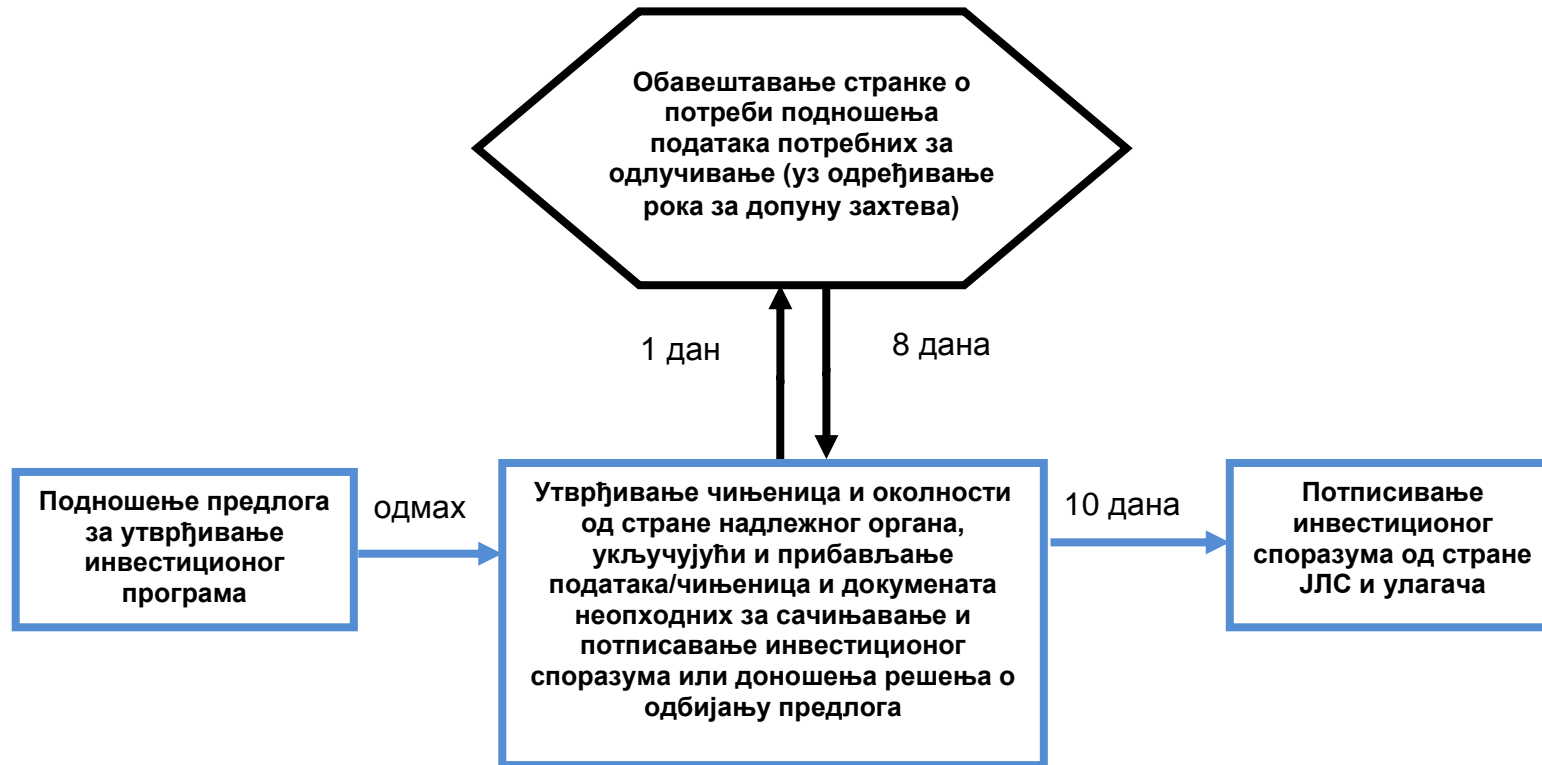 Обавештавање странке о
потреби подношења
података потребних за
одлучивање (уз одређивање
рока за допуну захтева)
1 дан
8 дана
Подношење предлога
за утврђивање
инвестиционог
програма
одмах
Утврђивање чињеница и околности
од стране надлежног органа,
укључујући и прибављање
података/чињеница и докумената
неопходних за сачињавање и
потписавање инвестиционог
споразума или доношења решења о
одбијању предлога
10 дана
Потписивање
инвестиционог
споразума од стране
ЈЛС и улагача